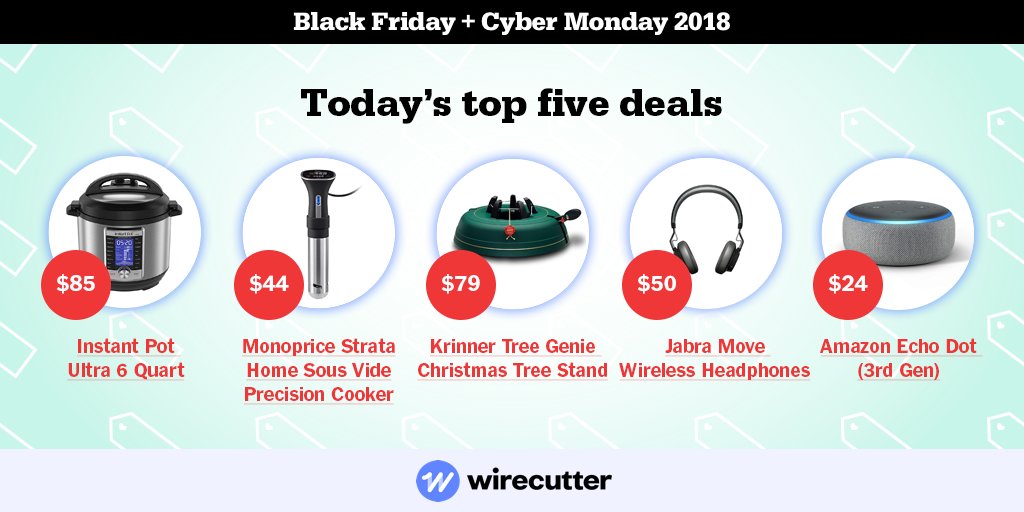 Black Friday + Cyber Monday 2018
Today's top five deals
$85
$44
$79
$50
$24
Instant Pot
Ultra 6 Quart
Monoprice Strata
Home Sous Vide
Precision Cooker
Krinner Tree Genie
Christmas Tree Stand
Jabra Move
Wireless Headphones
Amazon Echo Dot
(3rd Gen)
wirecutter